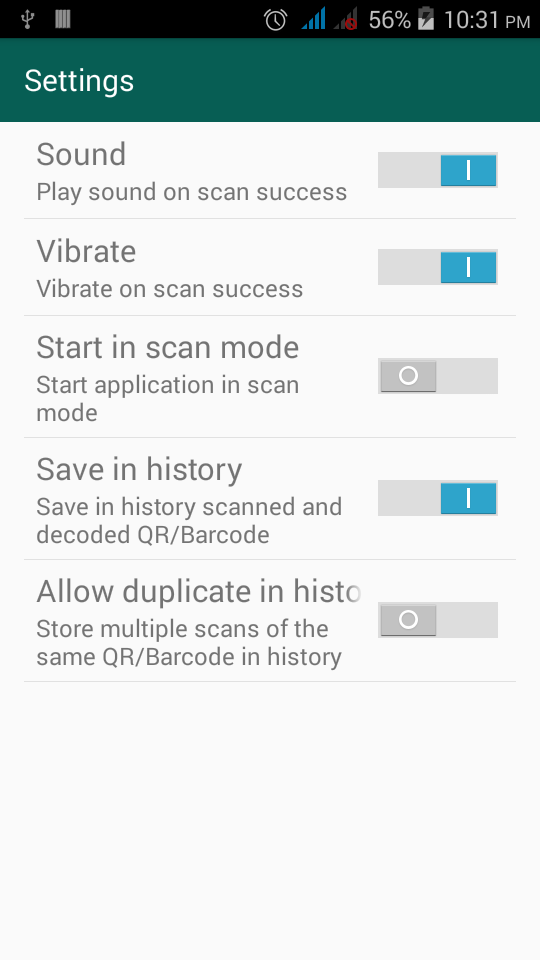 56% 10:31 PM
Settings
Sound
Play sound on scan success
Vibrate
Vibrate on scan success
Start in scan mode
Start application in scan
mode
Save in history
Save in history scanned and
decoded QR/Barcode
Allow duplicate in histo
Store multiple scans of the
same QR/Barcode in history